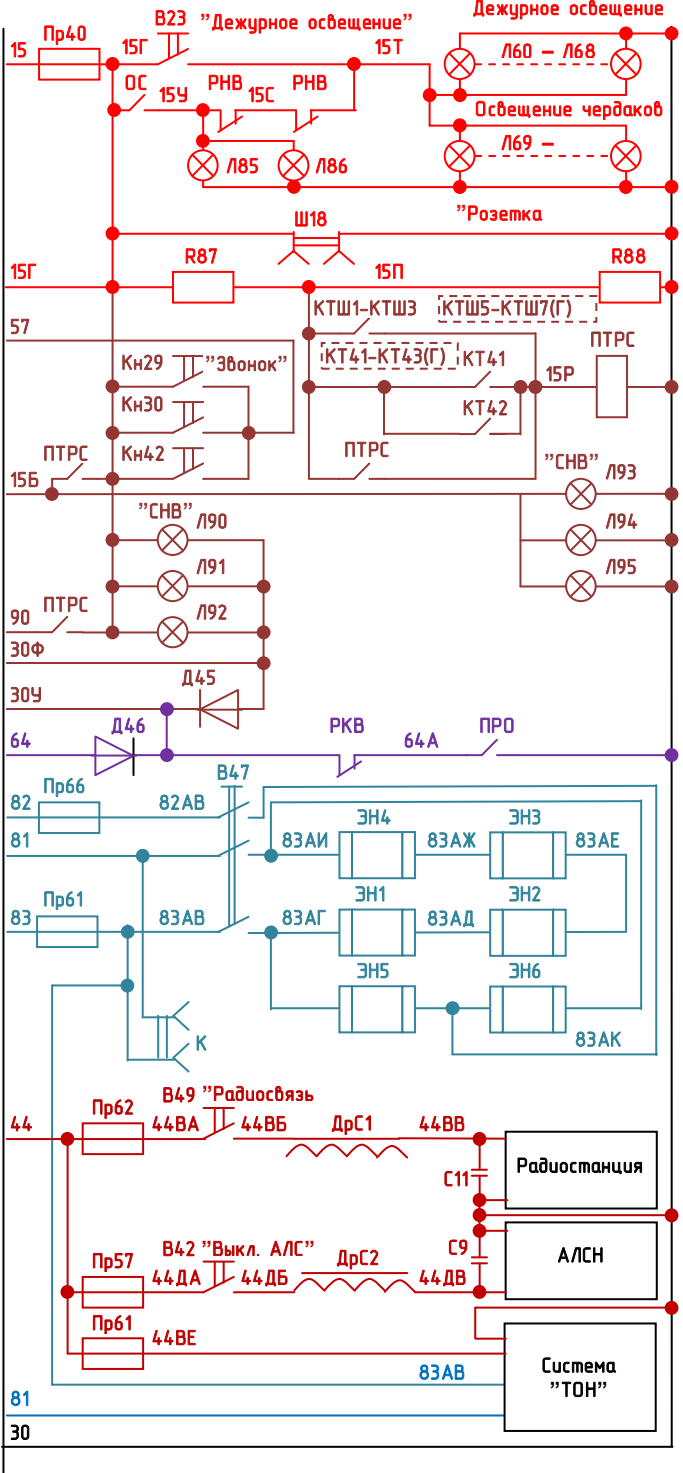 Дежурное освещение
В23 "Дежурное освещение"
15 Пр40 15Г 15Т Л60 – Л68
ОС 15У РНВ 15С РНВ
Освещение чердаков
Л85 Л86 Л69 –
Ш18 "Розетка
15Г R87 15П R88
КТШ1-КТШ3 КТШ5-КТШ7(Г)
57
Кн29 "Звонок" КТ41-КТ43(Г) КТ41 15Р ПТРС
Кн30 КТ42
Кн42 ПТРС
15Б ПТРС "СНВ" Л93
"СНВ" Л90 Л94
Л91 Л95
90 ПТРС Л92
30Ф
30У Д45
64 Д46 РКВ 64А ПРО
В47
82 Пр66 82АВ
81 83АИ ЭН4 83АЖ ЭН3 83АЕ
83 Пр61 83АВ 83АГ ЭН1 83АД ЭН2
ЭН5 ЭН6
К 83АК
В49 "Радиосвязь
44 Пр62 44ВА 44ВБ ДрС1 44ВВ
С11 Радиостанция
В42 "Выкл. АЛС" ДрС2 С9 АЛСН
Пр57 44ДА 44ДБ 44ДВ
Пр61 44ВЕ
83АВ Система
"ТОН"
81
30